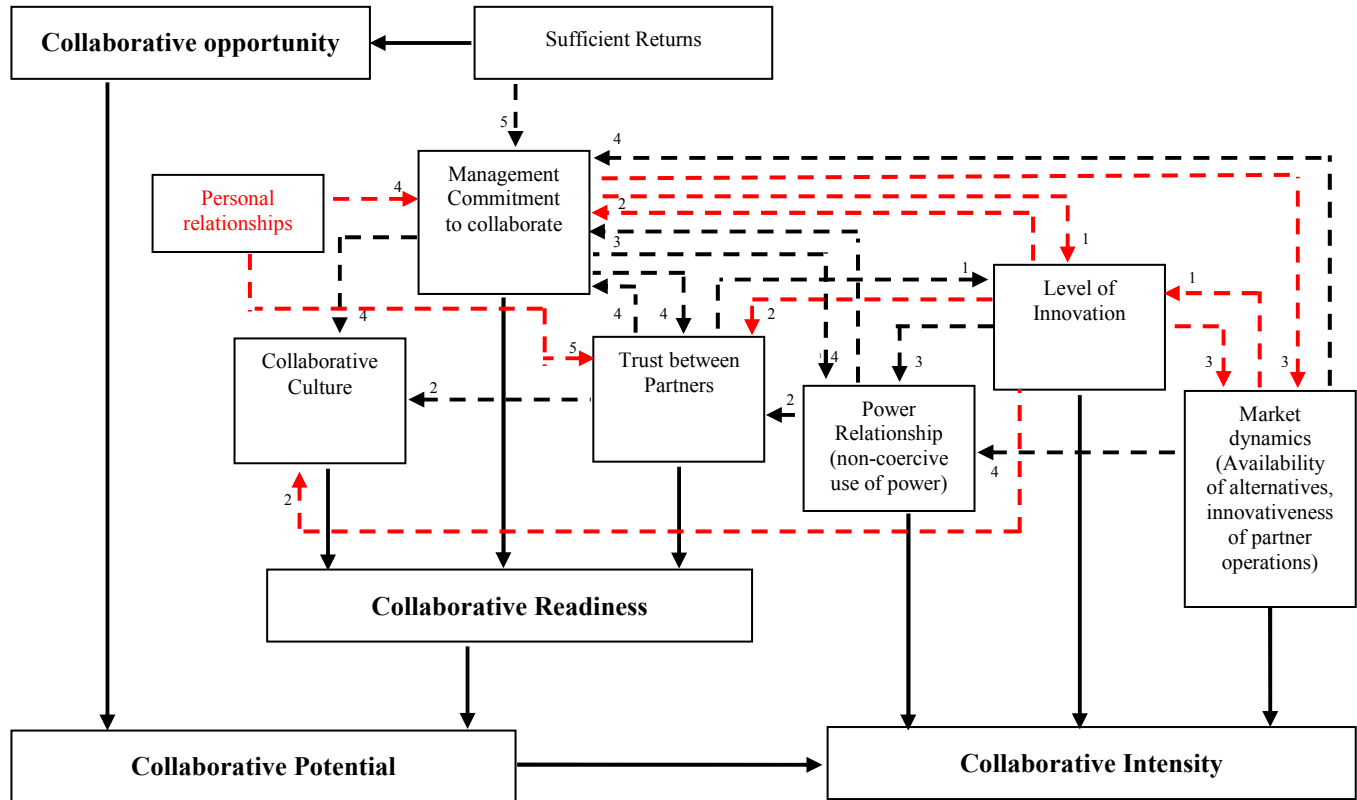 Collaborative opportunity
Sufficient Returns
5
4
Management
Commitment
to collaborate
Personal
relationships
4
2
3
1
1
Level of
Innovation
1
4
4
4
2
5
Collaborative
Culture
Trust between
Partners
4
3
3
3
2
2
Power
Relationship
(non-coercive
use of power)
Market
dynamics
(Availability
of alternatives,
innovativeness
of partner
operations)
4
2
Collaborative Readiness
Collaborative Potential
Collaborative Intensity